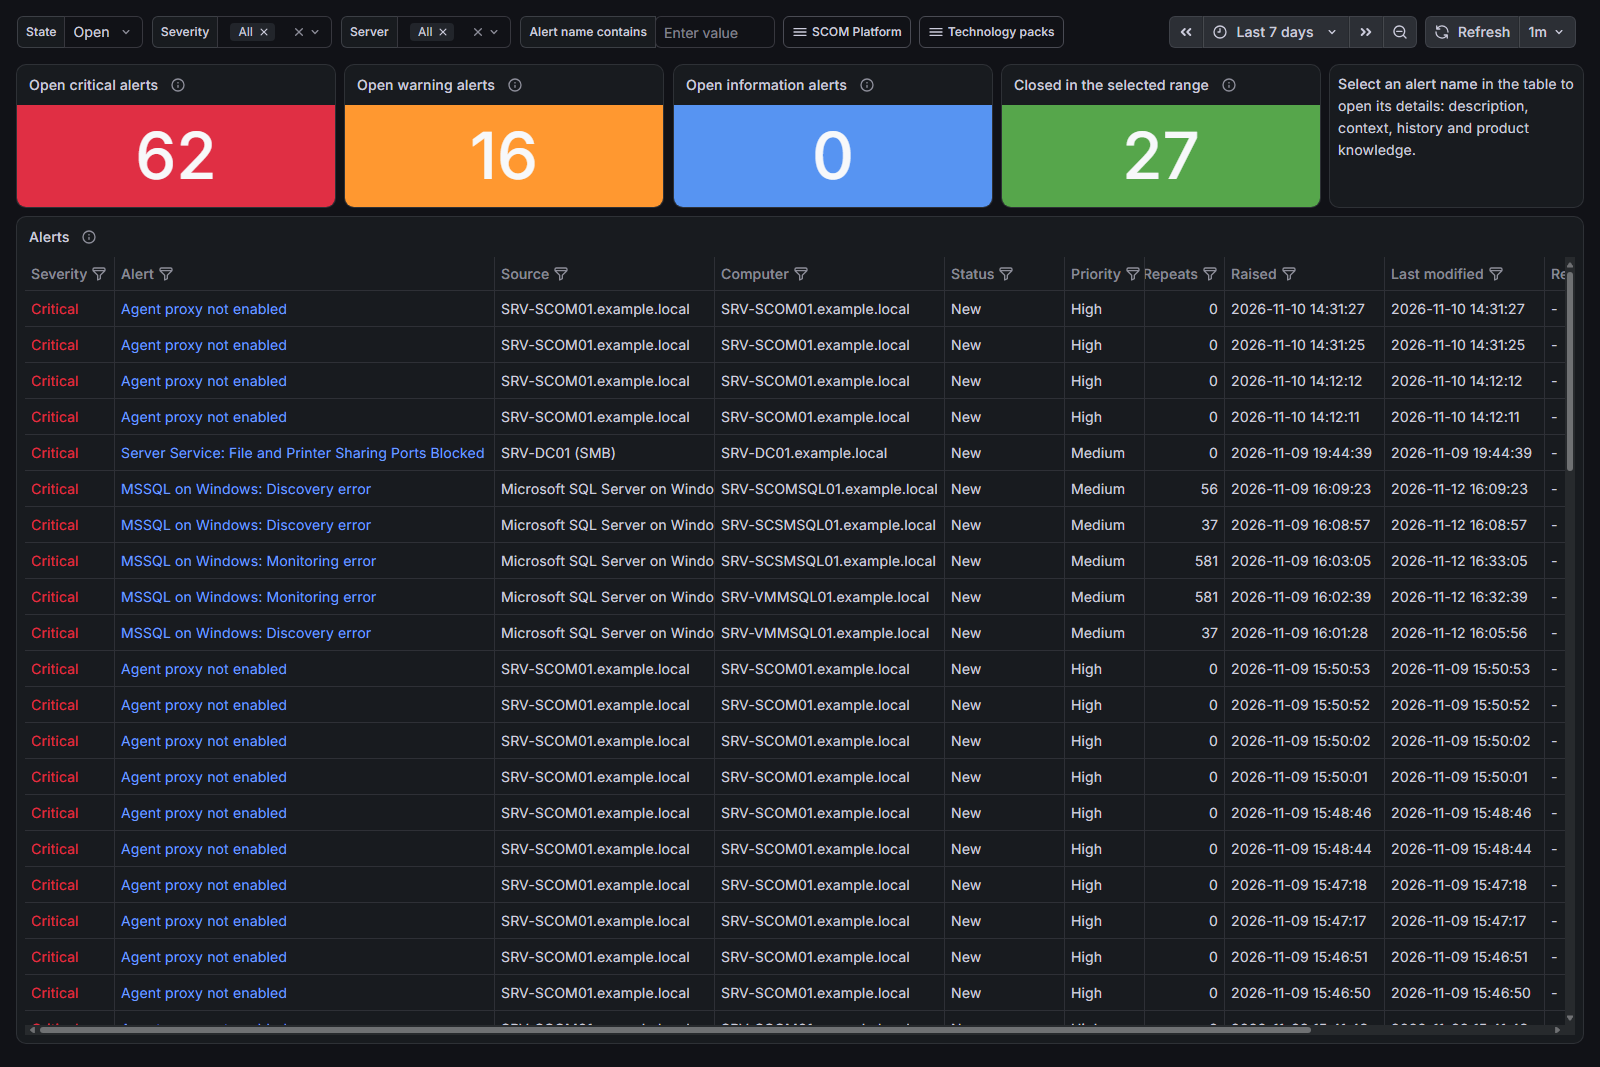 State Open Severity All Server All Alert name contains Enter value SCOM Platform Technology packs Last 7 days Refresh 1m
Open critical alerts
62
Open warning alerts
16
Open information alerts
0
Closed in the selected range
27
Select an alert name in the table to
open its details: description,
context, history and product
knowledge.
Alerts
Severity Alert Source Computer Status Priority Repeats Raised Last modified Re
Critical Agent proxy not enabled SRV-SCOM01.example.local SRV-SCOM01.example.local New High 0 2026-11-10 14:31:27 2026-11-10 14:31:27 -
Critical Agent proxy not enabled SRV-SCOM01.example.local SRV-SCOM01.example.local New High 0 2026-11-10 14:31:25 2026-11-10 14:31:25 -
Critical Agent proxy not enabled SRV-SCOM01.example.local SRV-SCOM01.example.local New High 0 2026-11-10 14:12:12 2026-11-10 14:12:12 -
Critical Agent proxy not enabled SRV-SCOM01.example.local SRV-SCOM01.example.local New High 0 2026-11-10 14:12:11 2026-11-10 14:12:11 -
Critical Server Service: File and Printer Sharing Ports Blocked SRV-DC01 (SMB) SRV-DC01.example.local New Medium 0 2026-11-09 19:44:39 2026-11-09 19:44:39 -
Critical MSSQL on Windows: Discovery error Microsoft SQL Server on Windo SRV-SCOMSQL01.example.local New Medium 56 2026-11-09 16:09:23 2026-11-12 16:09:23 -
Critical MSSQL on Windows: Discovery error Microsoft SQL Server on Windo SRV-SCSMSQL01.example.local New Medium 37 2026-11-09 16:08:57 2026-11-12 16:08:57 -
Critical MSSQL on Windows: Monitoring error Microsoft SQL Server on Windo SRV-SCSMSQL01.example.local New Medium 581 2026-11-09 16:03:05 2026-11-12 16:33:05 -
Critical MSSQL on Windows: Monitoring error Microsoft SQL Server on Windo SRV-VMMSQL01.example.local New Medium 581 2026-11-09 16:02:39 2026-11-12 16:32:39 -
Critical MSSQL on Windows: Discovery error Microsoft SQL Server on Windo SRV-VMMSQL01.example.local New Medium 37 2026-11-09 16:01:28 2026-11-12 16:05:56 -
Critical Agent proxy not enabled SRV-SCOM01.example.local SRV-SCOM01.example.local New High 0 2026-11-09 15:50:53 2026-11-09 15:50:53 -
Critical Agent proxy not enabled SRV-SCOM01.example.local SRV-SCOM01.example.local New High 0 2026-11-09 15:50:52 2026-11-09 15:50:52 -
Critical Agent proxy not enabled SRV-SCOM01.example.local SRV-SCOM01.example.local New High 0 2026-11-09 15:50:02 2026-11-09 15:50:02 -
Critical Agent proxy not enabled SRV-SCOM01.example.local SRV-SCOM01.example.local New High 0 2026-11-09 15:50:01 2026-11-09 15:50:01 -
Critical Agent proxy not enabled SRV-SCOM01.example.local SRV-SCOM01.example.local New High 0 2026-11-09 15:48:46 2026-11-09 15:48:46 -
Critical Agent proxy not enabled SRV-SCOM01.example.local SRV-SCOM01.example.local New High 0 2026-11-09 15:48:44 2026-11-09 15:48:44 -
Critical Agent proxy not enabled SRV-SCOM01.example.local SRV-SCOM01.example.local New High 0 2026-11-09 15:47:18 2026-11-09 15:47:18 -
Critical Agent proxy not enabled SRV-SCOM01.example.local SRV-SCOM01.example.local New High 0 2026-11-09 15:47:17 2026-11-09 15:47:17 -
Critical Agent proxy not enabled SRV-SCOM01.example.local SRV-SCOM01.example.local New High 0 2026-11-09 15:46:51 2026-11-09 15:46:51 -
Critical Agent proxy not enabled SRV-SCOM01.example.local SRV-SCOM01.example.local New High 0 2026-11-09 15:46:50 2026-11-09 15:46:50 -